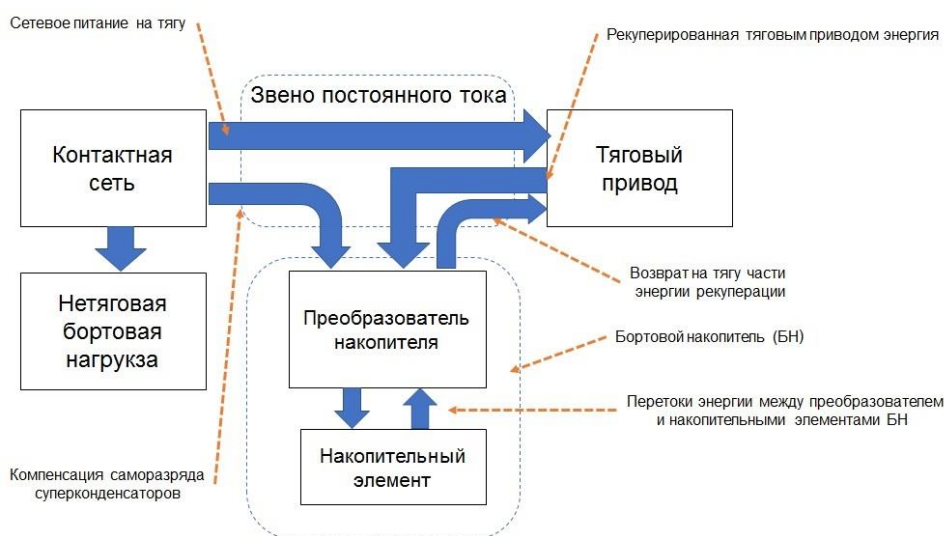 Сетевое питание на тягу
Рекуперированная тяговым приводом энергия
Звено постоянного тока
Контактная
сеть
Тяговый
привод
Нетяговая
бортовая
нагрукза
Преобразователь
накопителя
Возврат на тягу части
энергии рекуперации
Бортовой накопитель (БН)
Перетоки энергии между преобразователем
и накопительными элементами БН
Накопительный
элемент
Компенсация саморазряда
суперконденсаторов